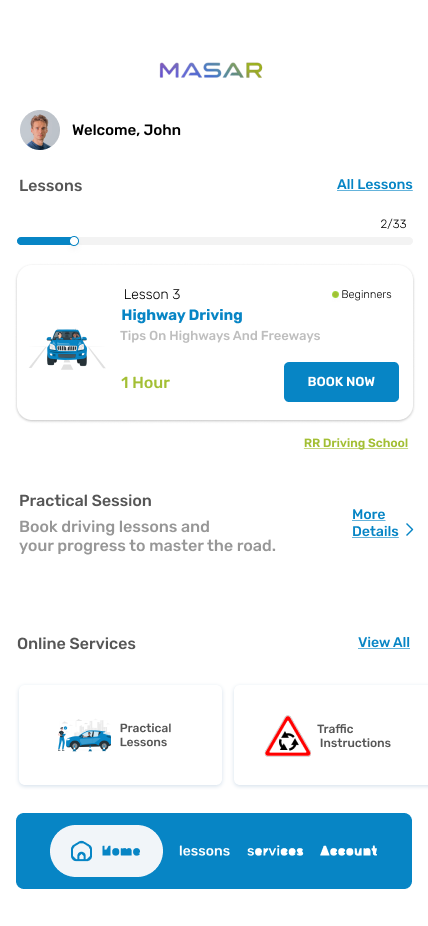 MASAR
Welcome, John
Lessons
All Lessons
2/33
Lesson 3
Beginners
Highway Driving
Tips On Highways And Freeways
1 Hour
BOOK NOW
RR Driving School
Practical Session
Book driving lessons and
your progress to master the road.
More
Details
Online Services
View All
Practical
Lessons
Traffic
Instructions
Home
lessons
services
Account